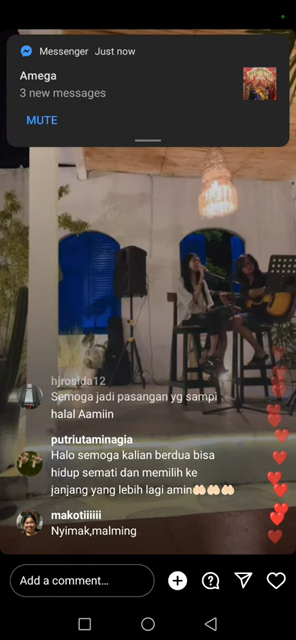 Messenger Just now
Amega
3 new messages
MUTE
hjrosida12
Semoga jadi pasangan yg sampi
halal Aamiin
putriutaminagia
Halo semoga kalian berdua bisa
hidup semati dan memilih ke
janjang yang lebih lagi amin🤲🏻🤲🏻🤲🏻
makotiiiiii
Nyimak,malming
Add a comment...